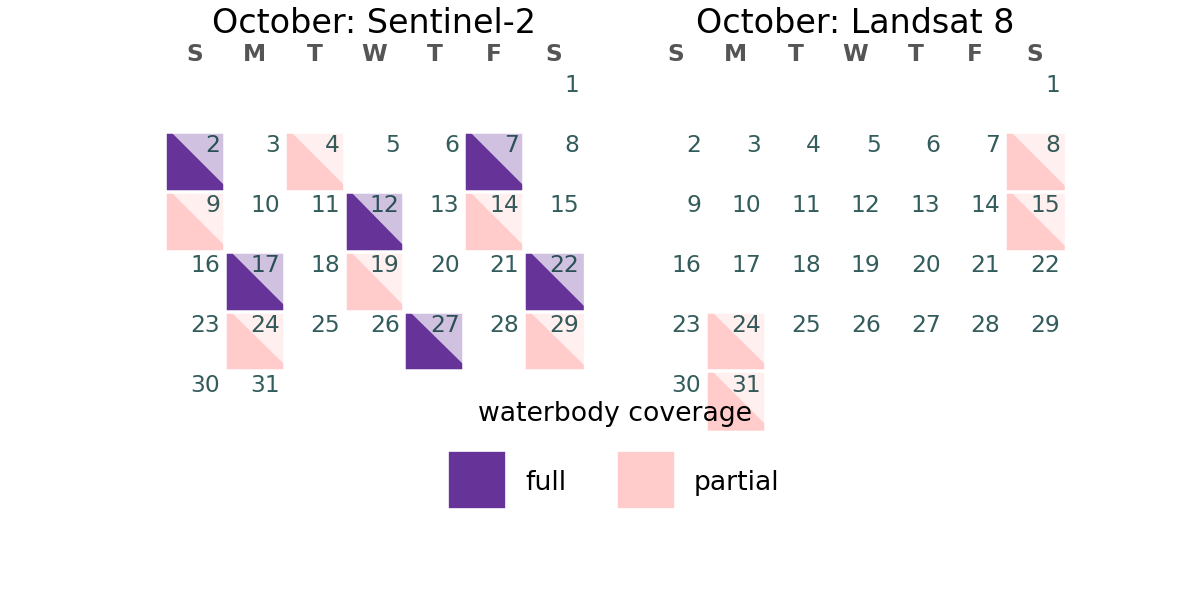 October: Sentinel-2
S M T W T F S
1
2 3 4 5 6 7 8
9 10 11 12 13 14 15
16 17 18 19 20 21 22
23 24 25 26 27 28 29
30 31
October: Landsat 8
S M T W T F S
1
2 3 4 5 6 7 8
9 10 11 12 13 14 15
16 17 18 19 20 21 22
23 24 25 26 27 28 29
30 31
waterbody coverage
full
partial